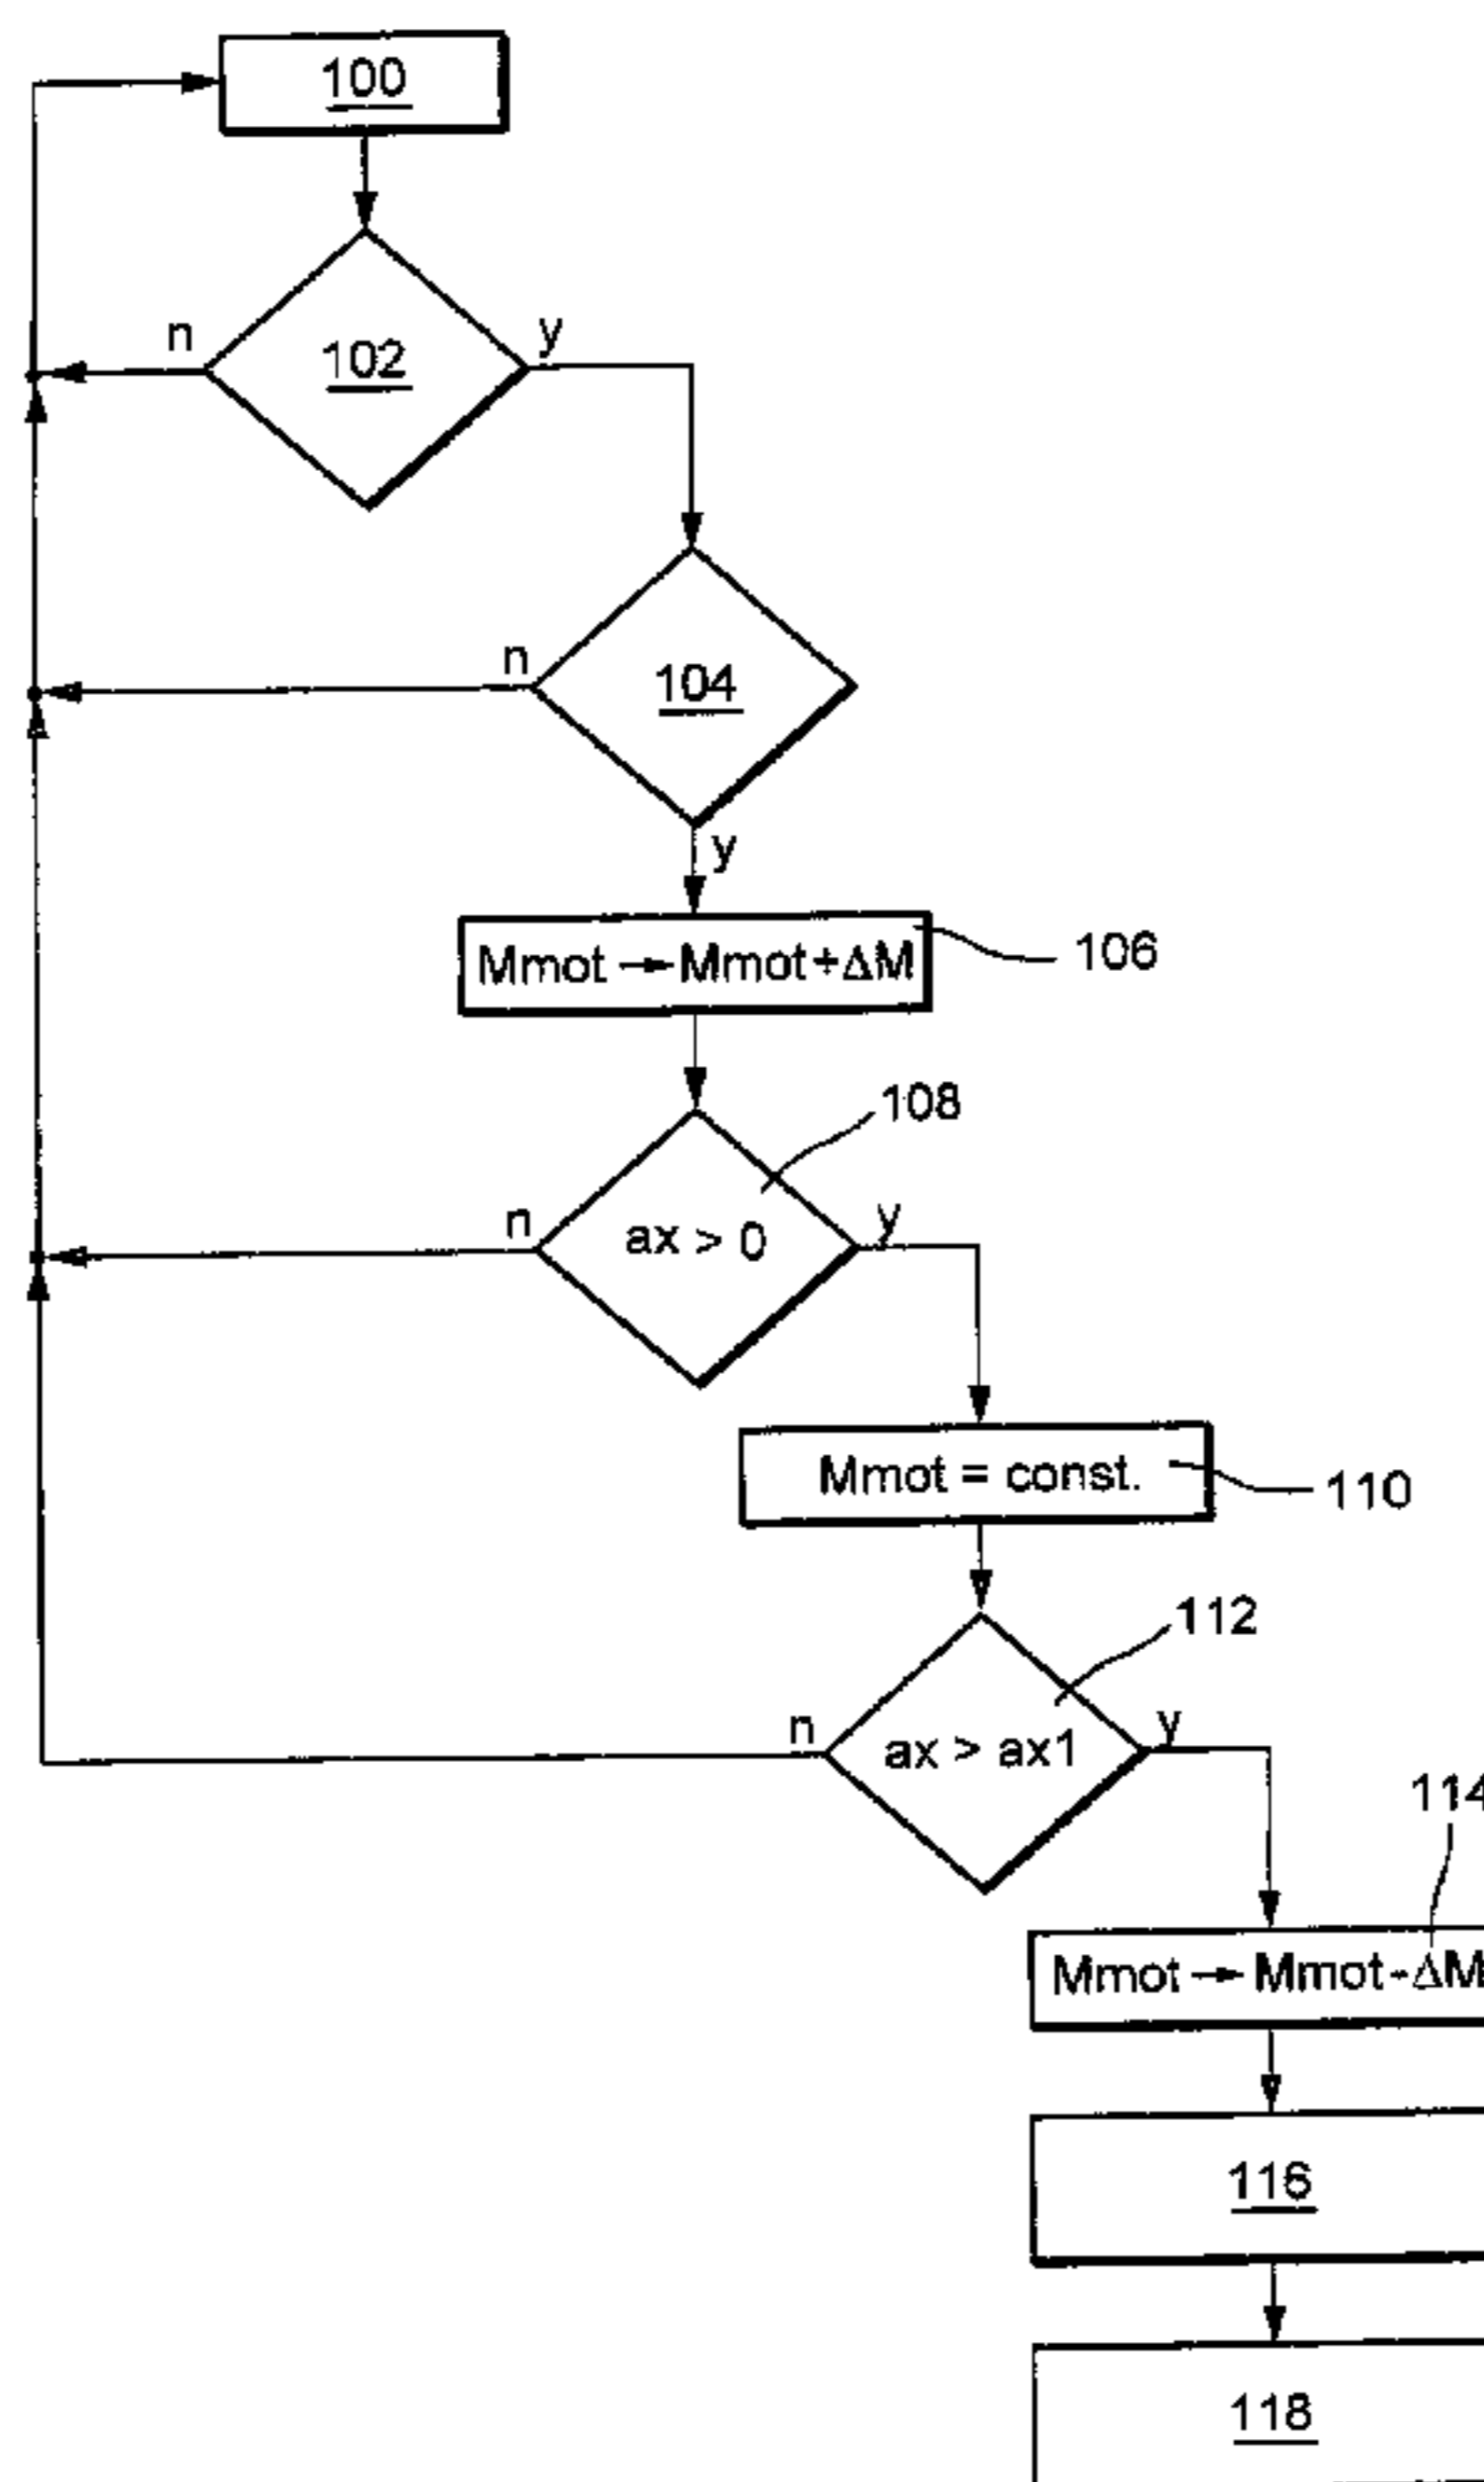 100
n
102
y
n
104
y
Mmot → Mmot+ΔM
106
108
n
ax > 0
y
Mmot = const.
110
112
n
ax > ax1
y
114
Mmot → Mmot-ΔM
116
118